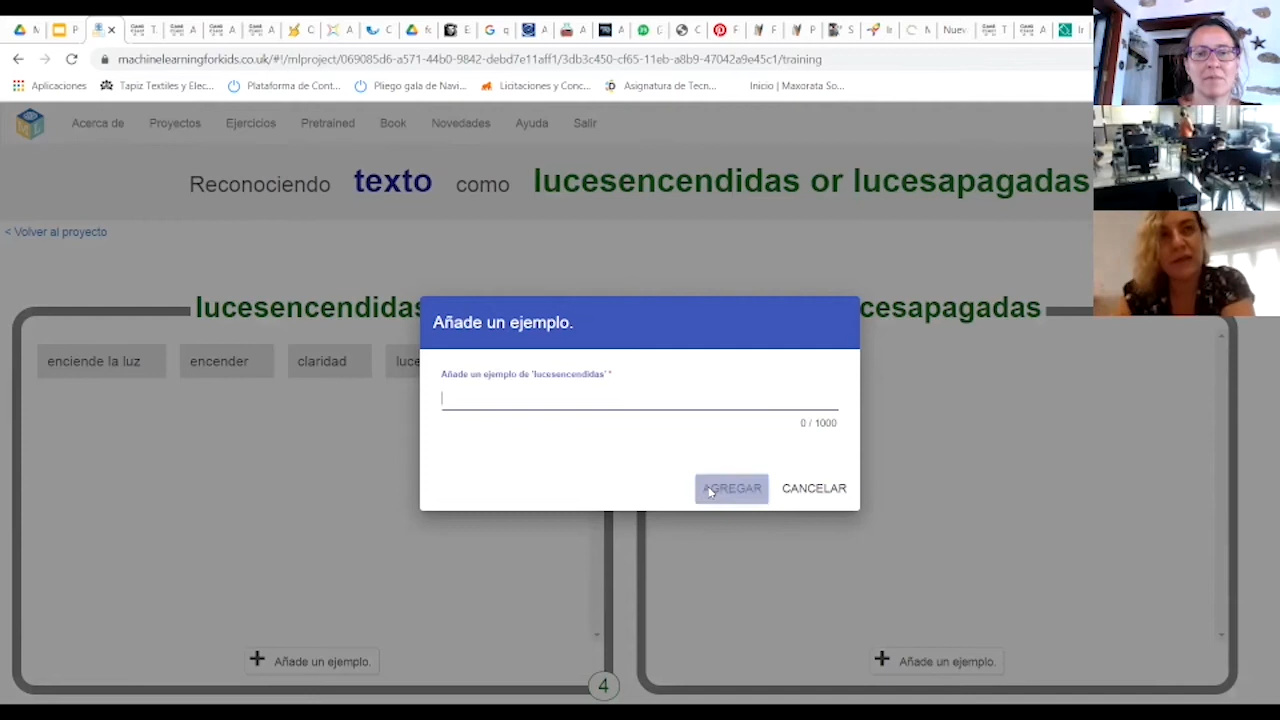 machinelearningforkids.co.uk/#!/mlproject/069085d6-a571-44b0-9842-debd7e11aff1/3db3c450-cf65-11eb-a8b9-47042a9e45c1/training
Aplicaciones Tapiz Textiles y Elec... Plataforma de Cont... Pliego gala de Navi... Licitaciones y Conc... Asignatura de Tecn... Inicio | Maxorata So...
Acerca de Proyectos Ejercicios Pretrained Book Novedades Ayuda Salir
Reconociendo texto como lucesencendidas or lucesapagadas
< Volver al proyecto
lucesencendidas
cesapagadas
Añade un ejemplo.
enciende la luz encender claridad luce
Añade un ejemplo de 'lucesencendidas' *
0 / 1000
AGREGAR CANCELAR
+ Añade un ejemplo. + Añade un ejemplo.
4